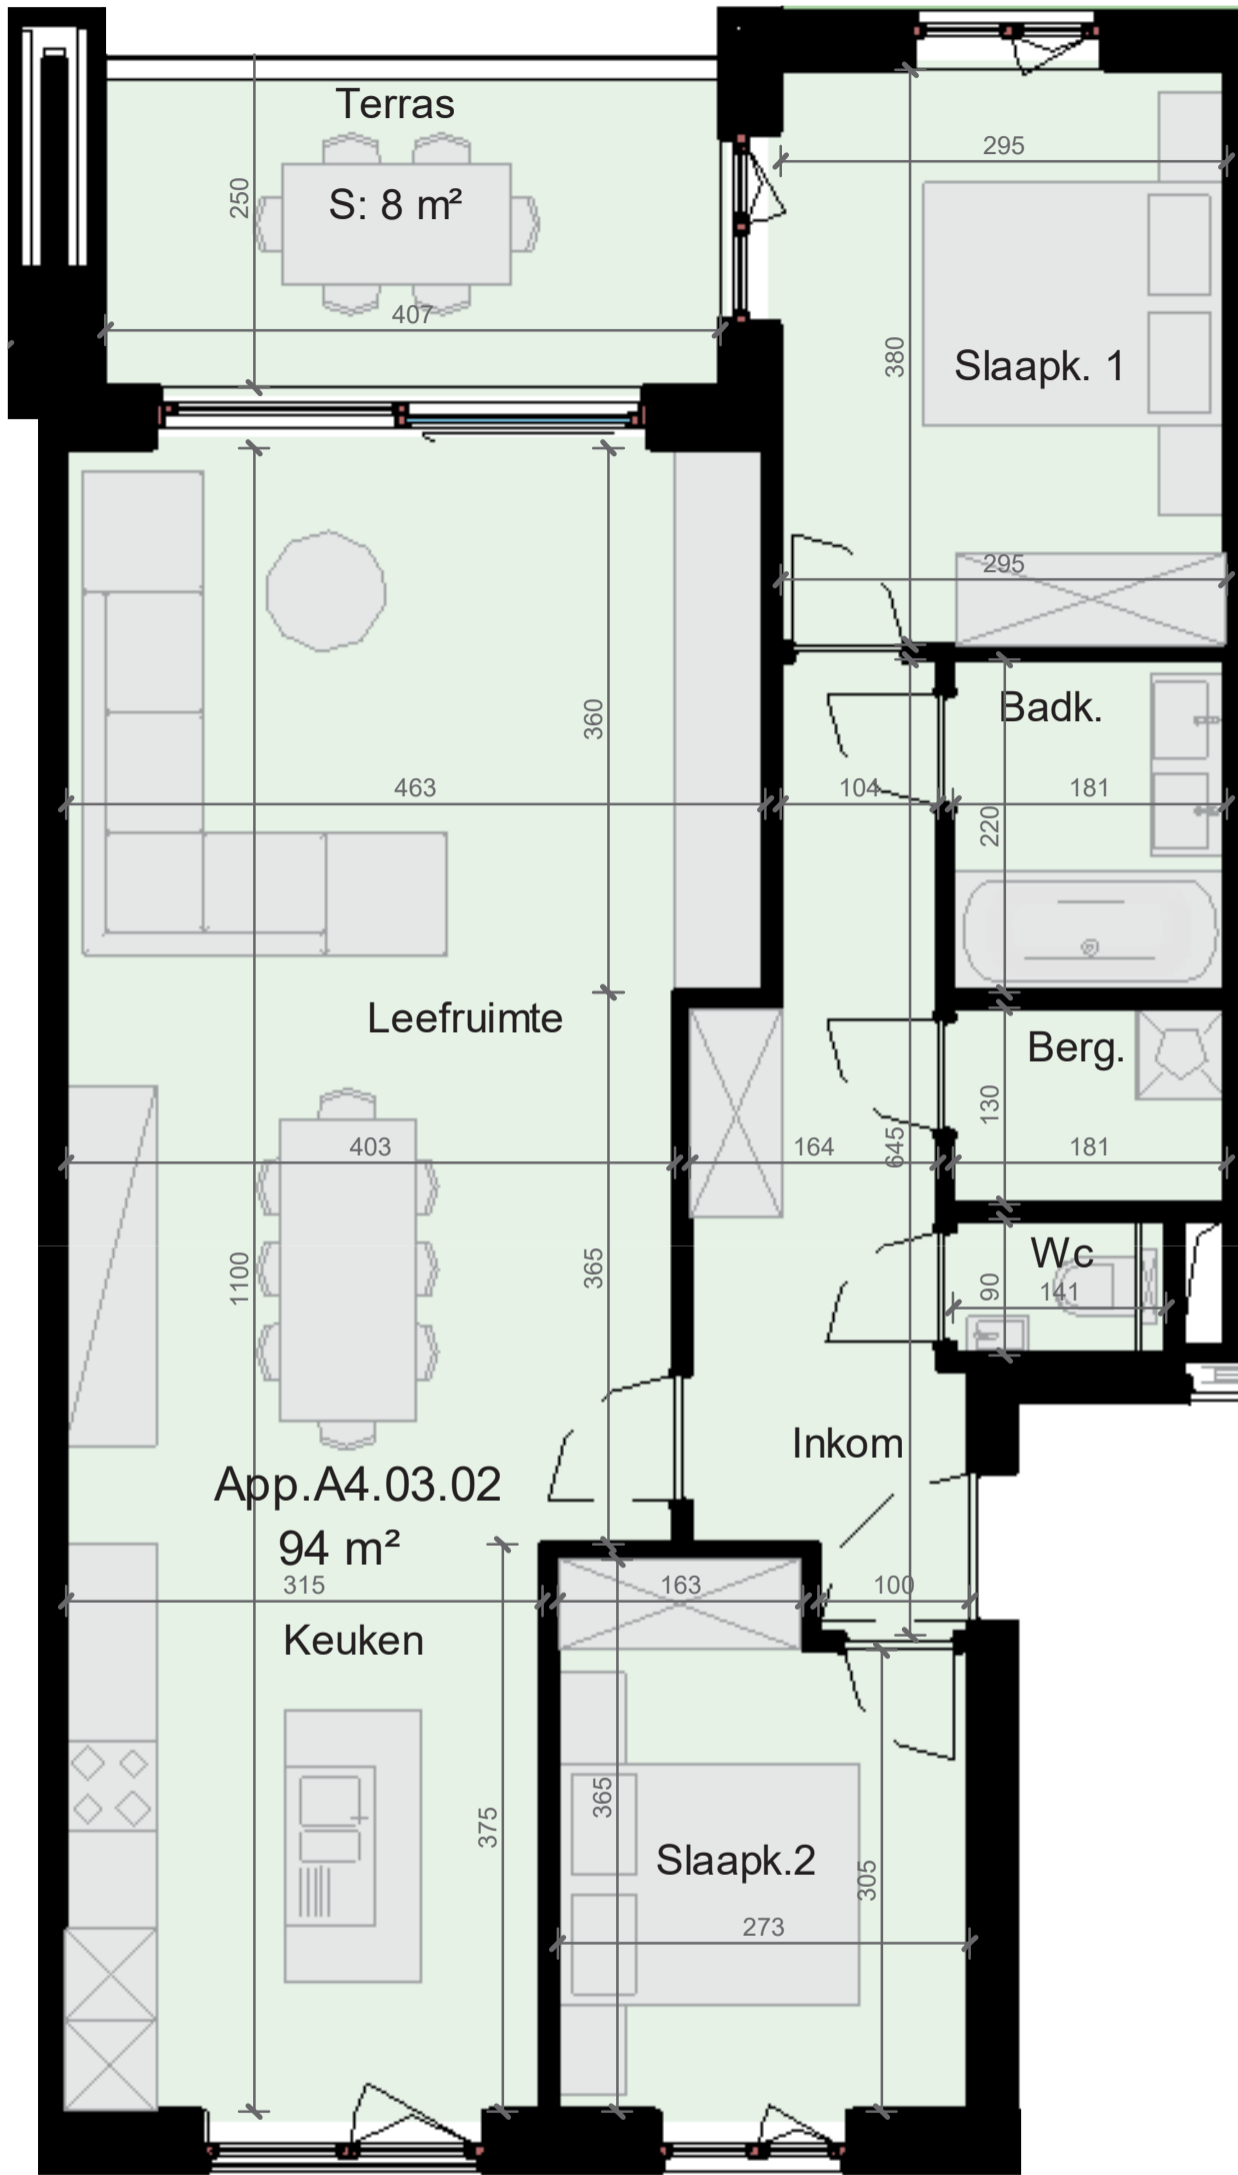 Terras
S: 8 m²
250
407
295
380
Slaapk. 1
295
360
463
104
Badk.
181
220
Leefruimte
Berg.
130
403
164
645
181
1100
365
Wc
90
141
Inkom
App.A4.03.02
94 m²
315
163
100
Keuken
375
365
Slaapk.2
305
273